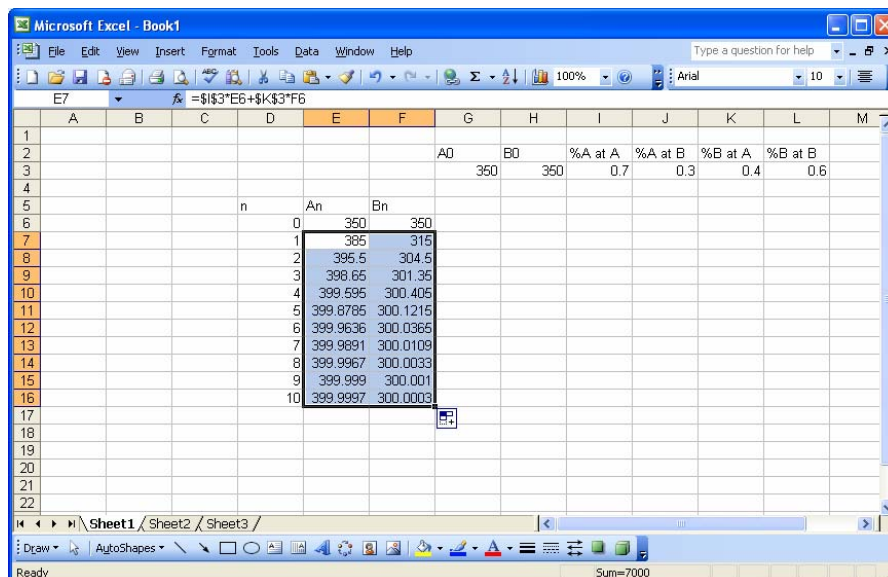 Microsoft Excel - Book1
File Edit View Insert Format Tools Data Window Help Type a question for help
100% Arial 10
E7 fx =$I$3*E6+$K$3*F6
A B C D E F G H I J K L M
1
2 A0 B0 %A at A %A at B %B at A %B at B
3 350 350 0.7 0.3 0.4 0.6
4
5 n An Bn
6 0 350 350
7 1 385 315
8 2 395.5 304.5
9 3 398.65 301.35
10 4 399.595 300.405
11 5 399.8785 300.1215
12 6 399.9636 300.0365
13 7 399.9891 300.0109
14 8 399.9967 300.0033
15 9 399.999 300.001
16 10 399.9997 300.0003
17
18
19
20
21
22
Sheet1 / Sheet2 / Sheet3 /
Draw AutoShapes
Ready Sum=7000